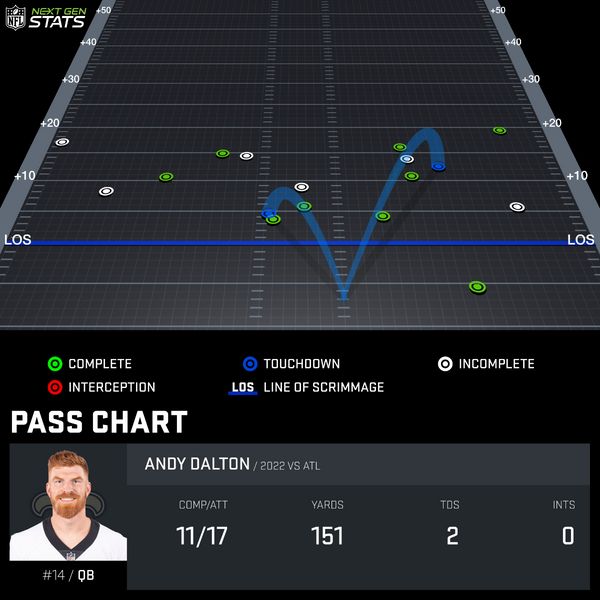 NFL NEXT GEN STATS
+50 +50
+40 +40
+30 +30
+20 +20
+10 +10
LOS LOS
COMPLETE TOUCHDOWN INCOMPLETE
INTERCEPTION LOS LINE OF SCRIMMAGE
PASS CHART
ANDY DALTON / 2022 VS ATL
COMP/ATT YARDS TDS INTS
11/17 151 2 0
#14 / QB